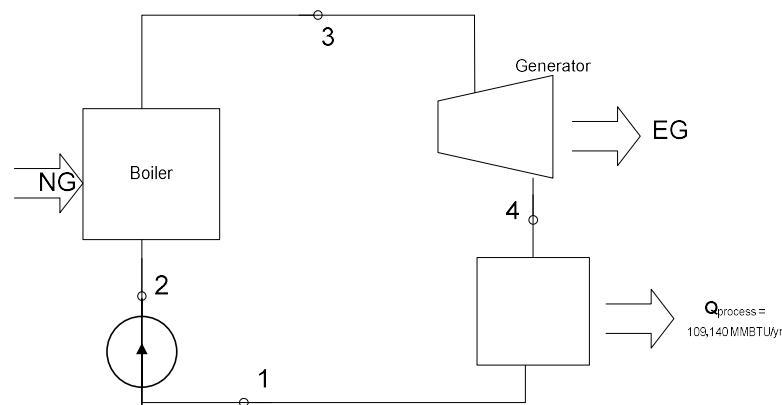 3
Generator
NG
Boiler
EG
4
2
Qprocess =
109,140 MMBTU/yr
1